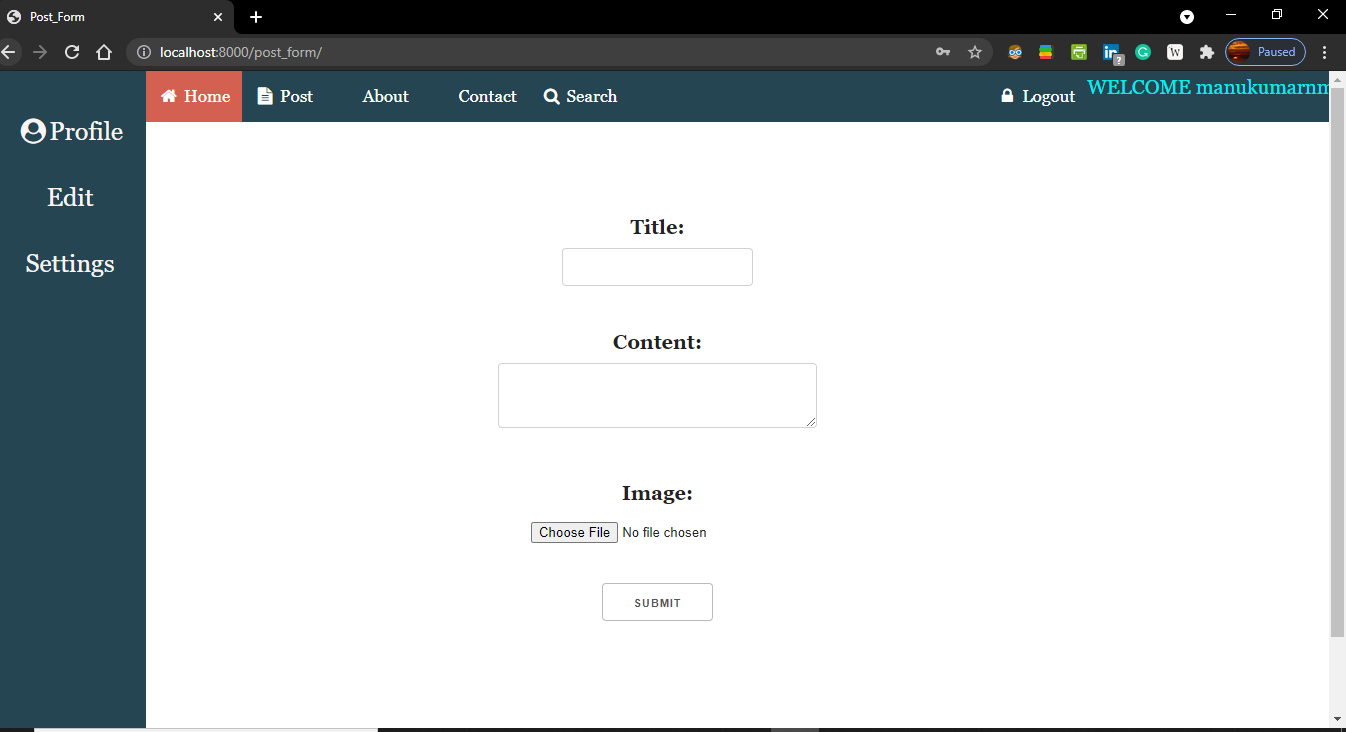 Post_Form
localhost:8000/post_form/
Paused
Home Post About Contact Search Logout WELCOME manukumarnm
Profile
Edit
Settings
Title:
Content:
Image:
Choose File No file chosen
SUBMIT